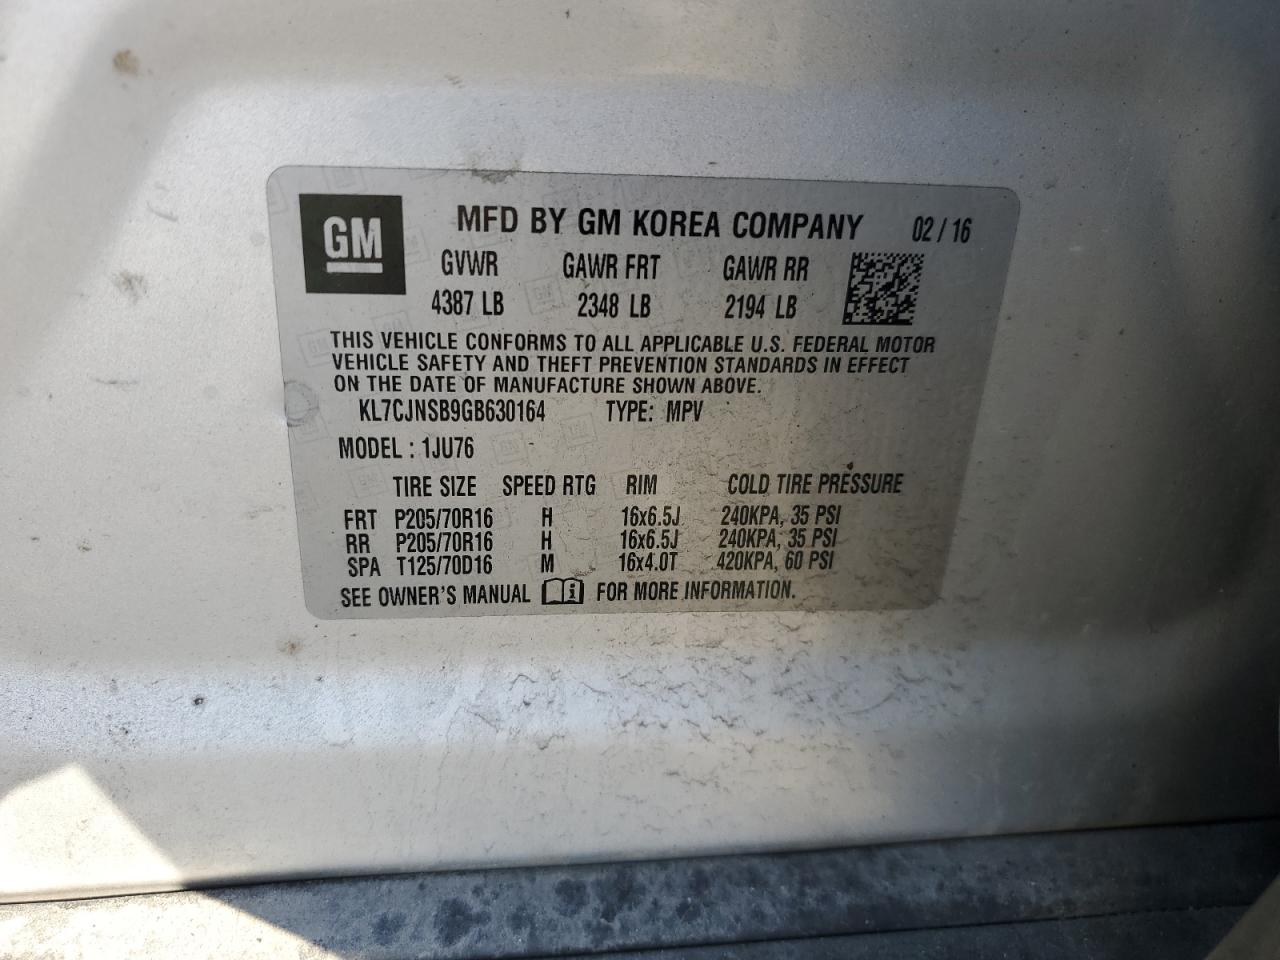 GM
MFD BY GM KOREA COMPANY 02 / 16
GVWR GAWR FRT GAWR RR
4387 LB 2348 LB 2194 LB
THIS VEHICLE CONFORMS TO ALL APPLICABLE U.S. FEDERAL MOTOR
VEHICLE SAFETY AND THEFT PREVENTION STANDARDS IN EFFECT
ON THE DATE OF MANUFACTURE SHOWN ABOVE.
KL7CJNSB9GB630164 TYPE: MPV
MODEL : 1JU76
TIRE SIZE SPEED RTG RIM COLD TIRE PRESSURE
FRT P205/70R16 H 16x6.5J 240KPA, 35 PSI
RR P205/70R16 H 16x6.5J 240KPA, 35 PSI
SPA T125/70D16 M 16x4.0T 420KPA, 60 PSI
SEE OWNER'S MANUAL i FOR MORE INFORMATION.